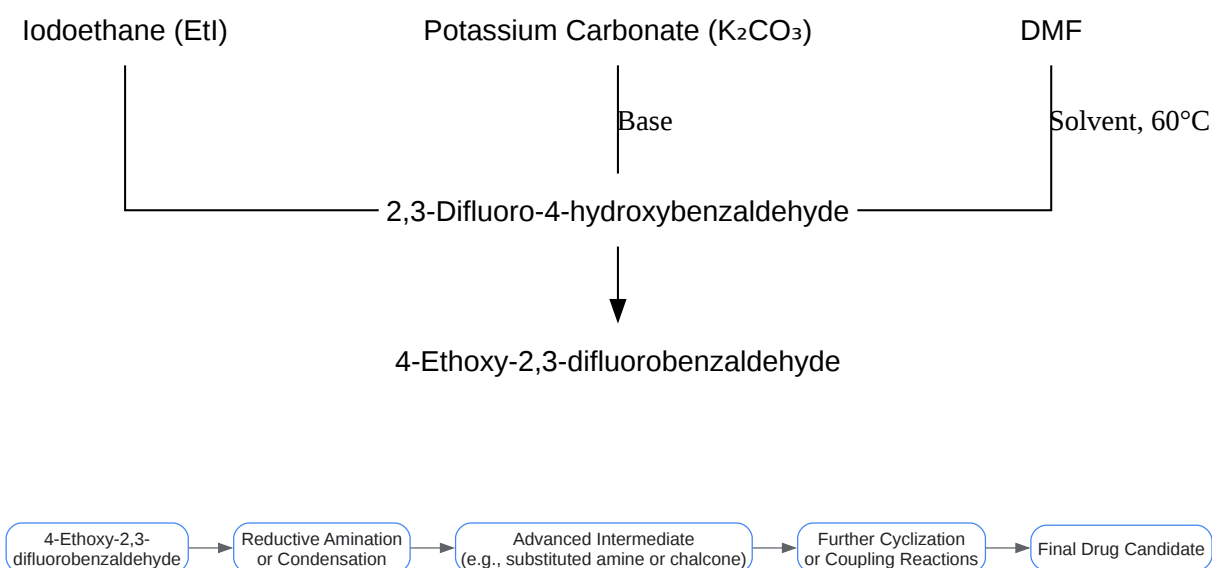 Iodoethane (EtI)
Potassium Carbonate (K₂CO₃)
DMF
Base
Solvent, 60°C
2,3-Difluoro-4-hydroxybenzaldehyde
4-Ethoxy-2,3-difluorobenzaldehyde
4-Ethoxy-2,3-
difluorobenzaldehyde
Reductive Amination
or Condensation
Advanced Intermediate
(e.g., substituted amine or chalcone)
Further Cyclization
or Coupling Reactions
Final Drug Candidate